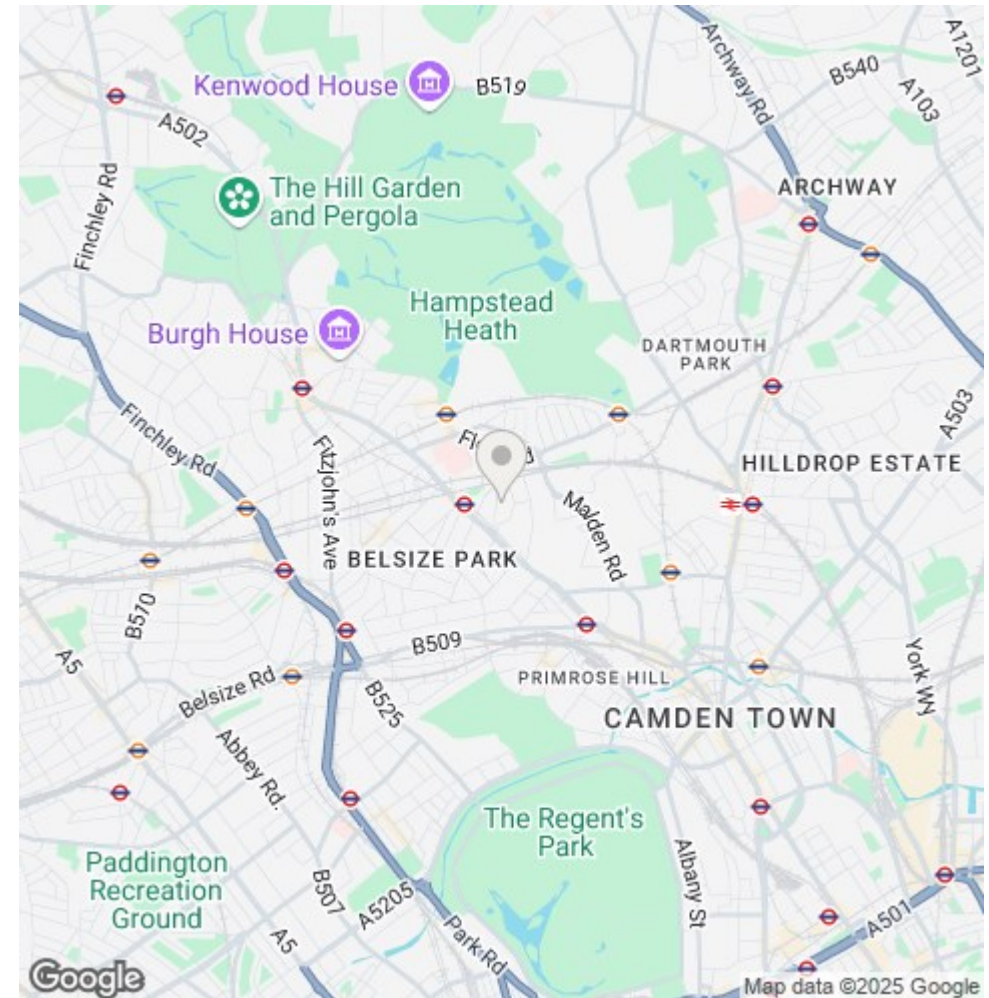 Kenwood House
B519
Archway Rd
B540
A103
A1201
A502
Finchley Rd
The Hill Garden
and Pergola
ARCHWAY
Hampstead
Heath
Burgh House
DARTMOUTH
PARK
A503
Finchley Rd
Fitzjohn's Ave
HILLDROP ESTATE
Malden Rd
BELSIZE PARK
B570
B509
A5
York WN
Belsize Rd
PRIMROSE HILL
B525
CAMDEN TOWN
Abbey Rd.
The Regent's
Park
Albany St
Paddington
Recreation
Ground
B507
A5205
A5
Park Rd
A501
Google
Map data ©2025 Google